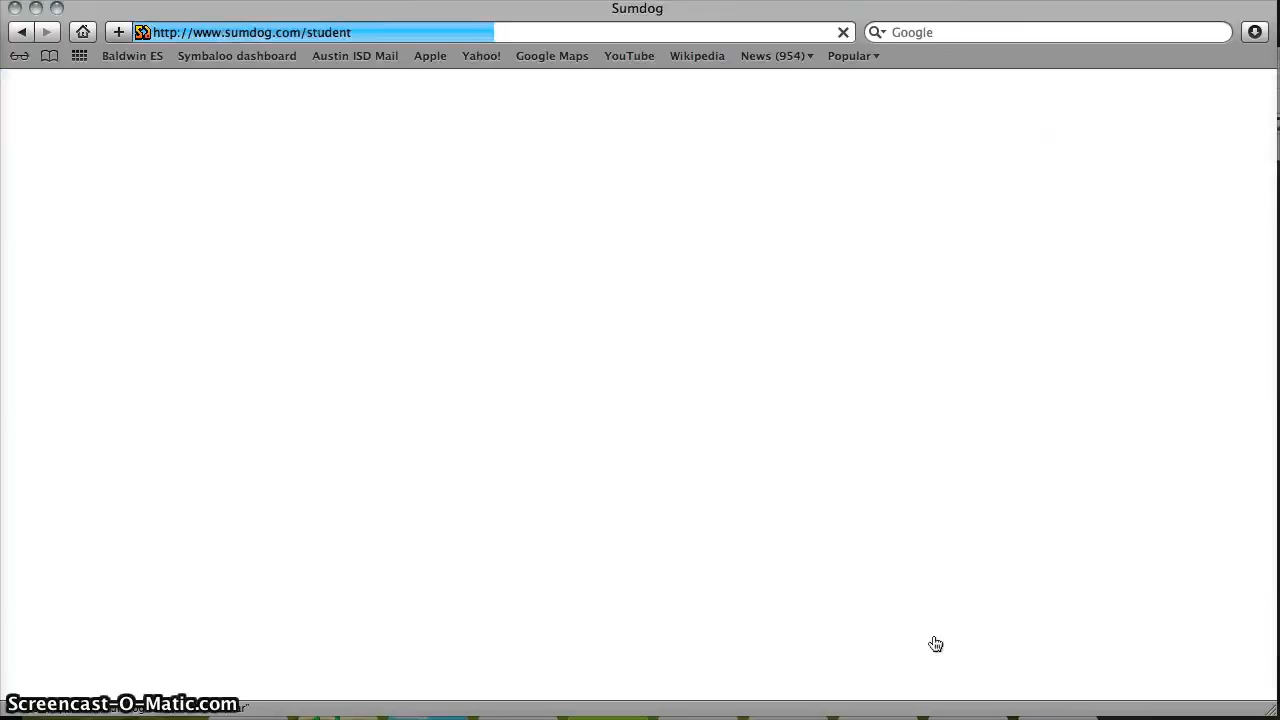 Sumdog
http://www.sumdog.com/student
Google
Baldwin ES Symbaloo dashboard Austin ISD Mail Apple Yahoo! Google Maps YouTube Wikipedia News (954) Popular
Screencast-O-Matic.com